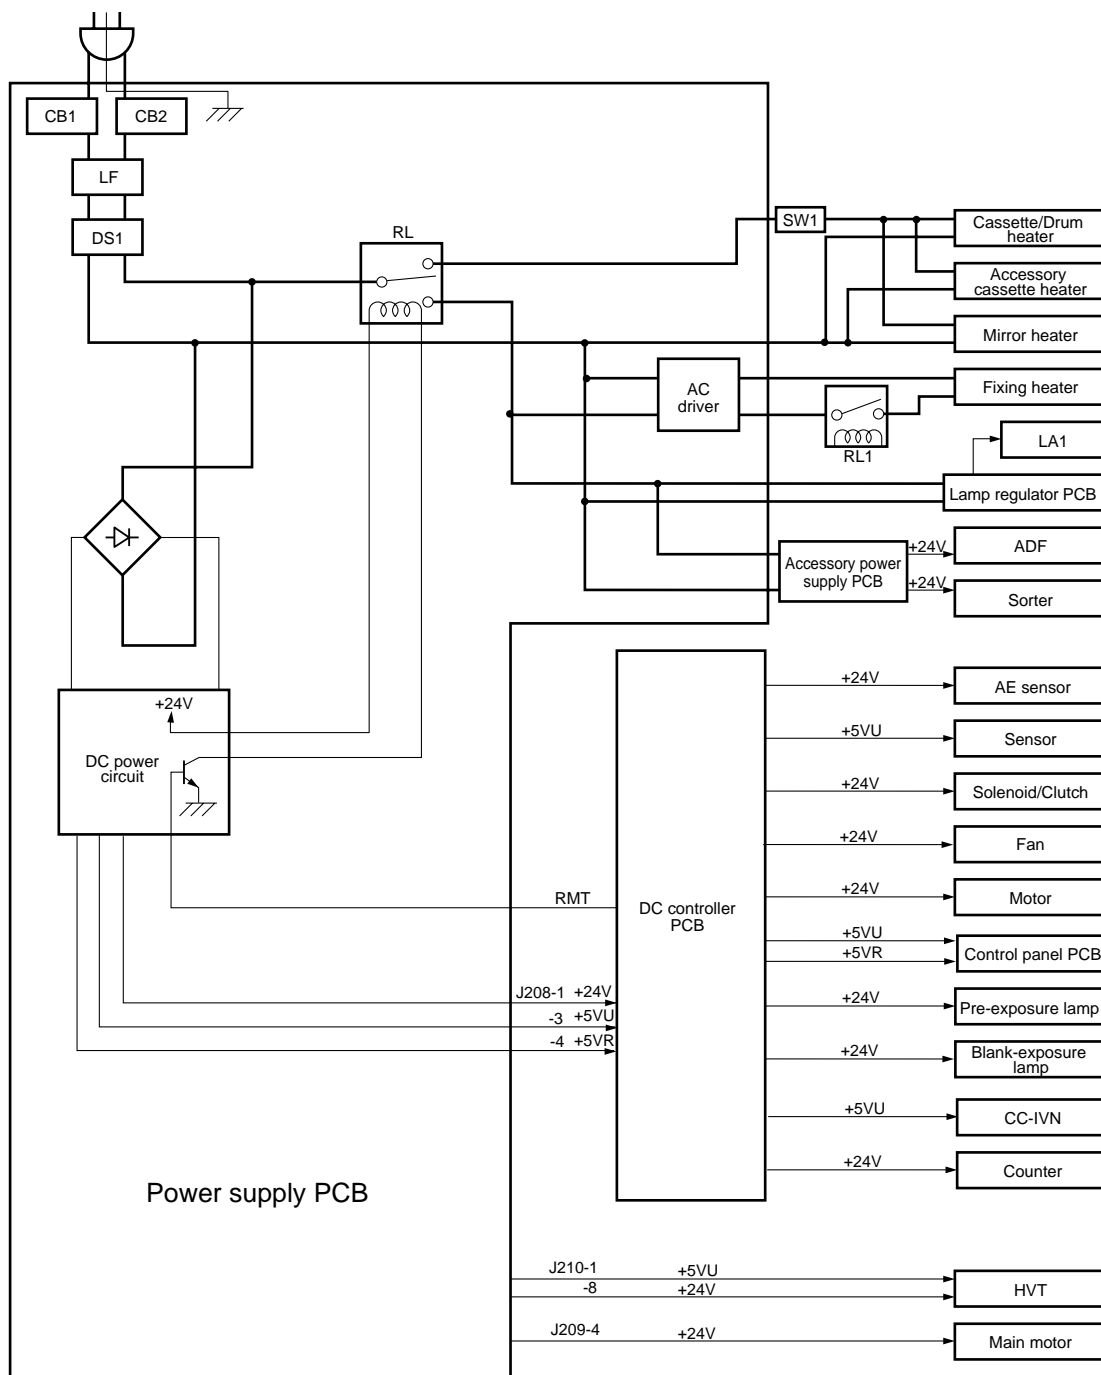 CB1
CB2
LF
DS1
RL
SW1
Cassette/Drum
heater
Accessory
cassette heater
Mirror heater
AC
driver
RL1
Fixing heater
LA1
Lamp regulator PCB
Accessory power
supply PCB
+24V
ADF
+24V
Sorter
+24V
DC power
circuit
DC controller
PCB
+24V
AE sensor
+5VU
Sensor
+24V
Solenoid/Clutch
+24V
Fan
RMT
+24V
Motor
+5VU
+5VR
Control panel PCB
J208-1 +24V
-3 +5VU
-4 +5VR
+24V
Pre-exposure lamp
+24V
Blank-exposure
lamp
+5VU
CC-IVN
+24V
Counter
Power supply PCB
J210-1 +5VU
-8 +24V
HVT
J209-4 +24V
Main motor